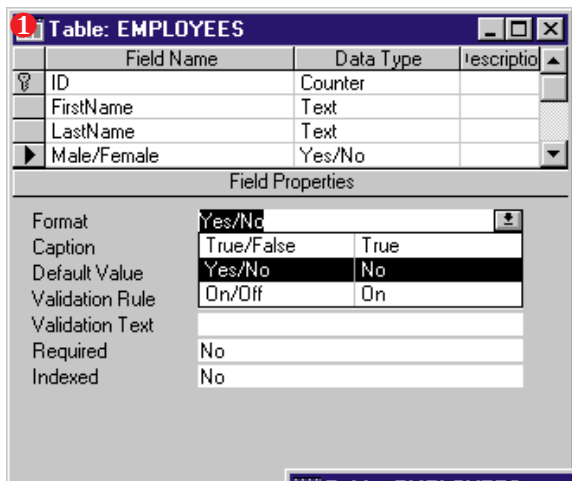 1 Table: EMPLOYEES
Field Name Data Type escriptio
ID Counter
FirstName Text
LastName Text
Male/Female Yes/No
Field Properties
Format Yes/No
Caption True/False True
Default Value Yes/No No
Validation Rule On/Off On
Validation Text
Required No
Indexed No